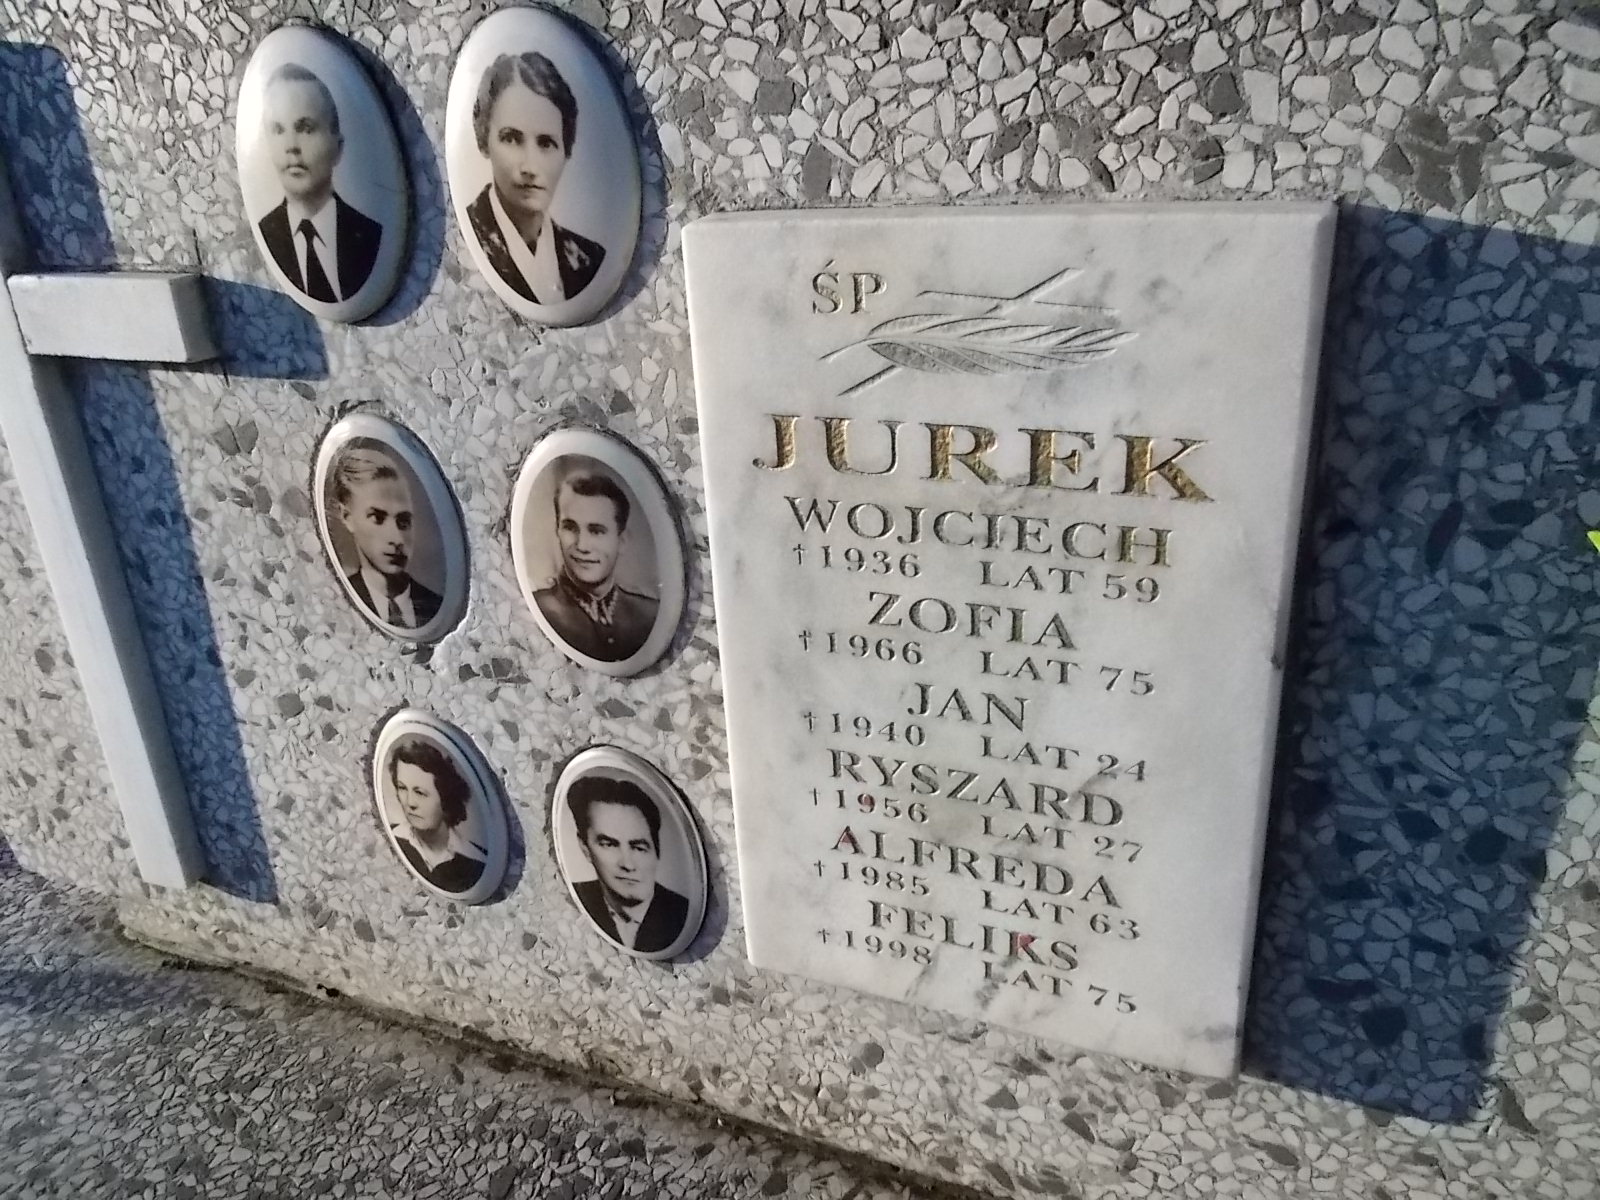 ŚP
JUREK
WOJCIECH
†1936 LAT 59
ZOFIA
†1966 LAT 75
JAN
†1940 LAT 24
RYSZARD
†1956 LAT 27
ALFREDA
†1985 LAT 63
FELIKS
†1998 LAT 75